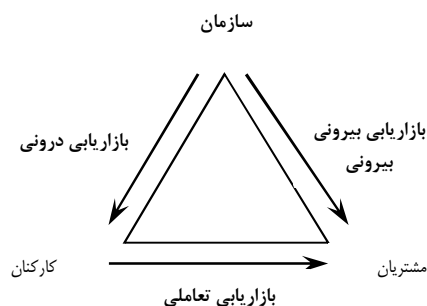 سازمان
بازاریابی بیرونی
بیرونی
بازاریابی درونی
مشتریان
کارکنان
بازاریابی تعاملی